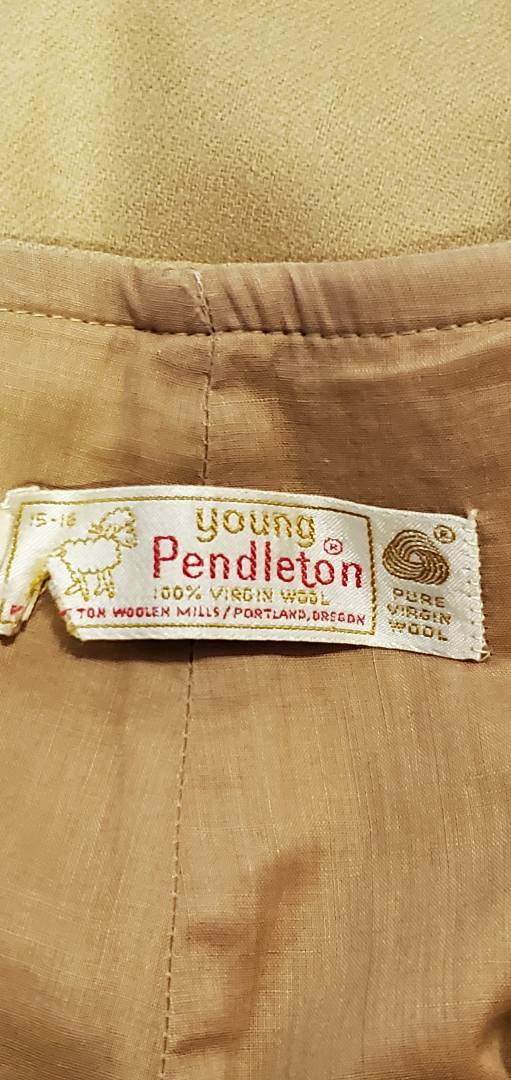 15-16
young
Pendleton®
100% VIRGIN WOOL
TON WOOLEN MILLS/PORTLAND, OREGON
®
PURE
VIRGIN
WOOL